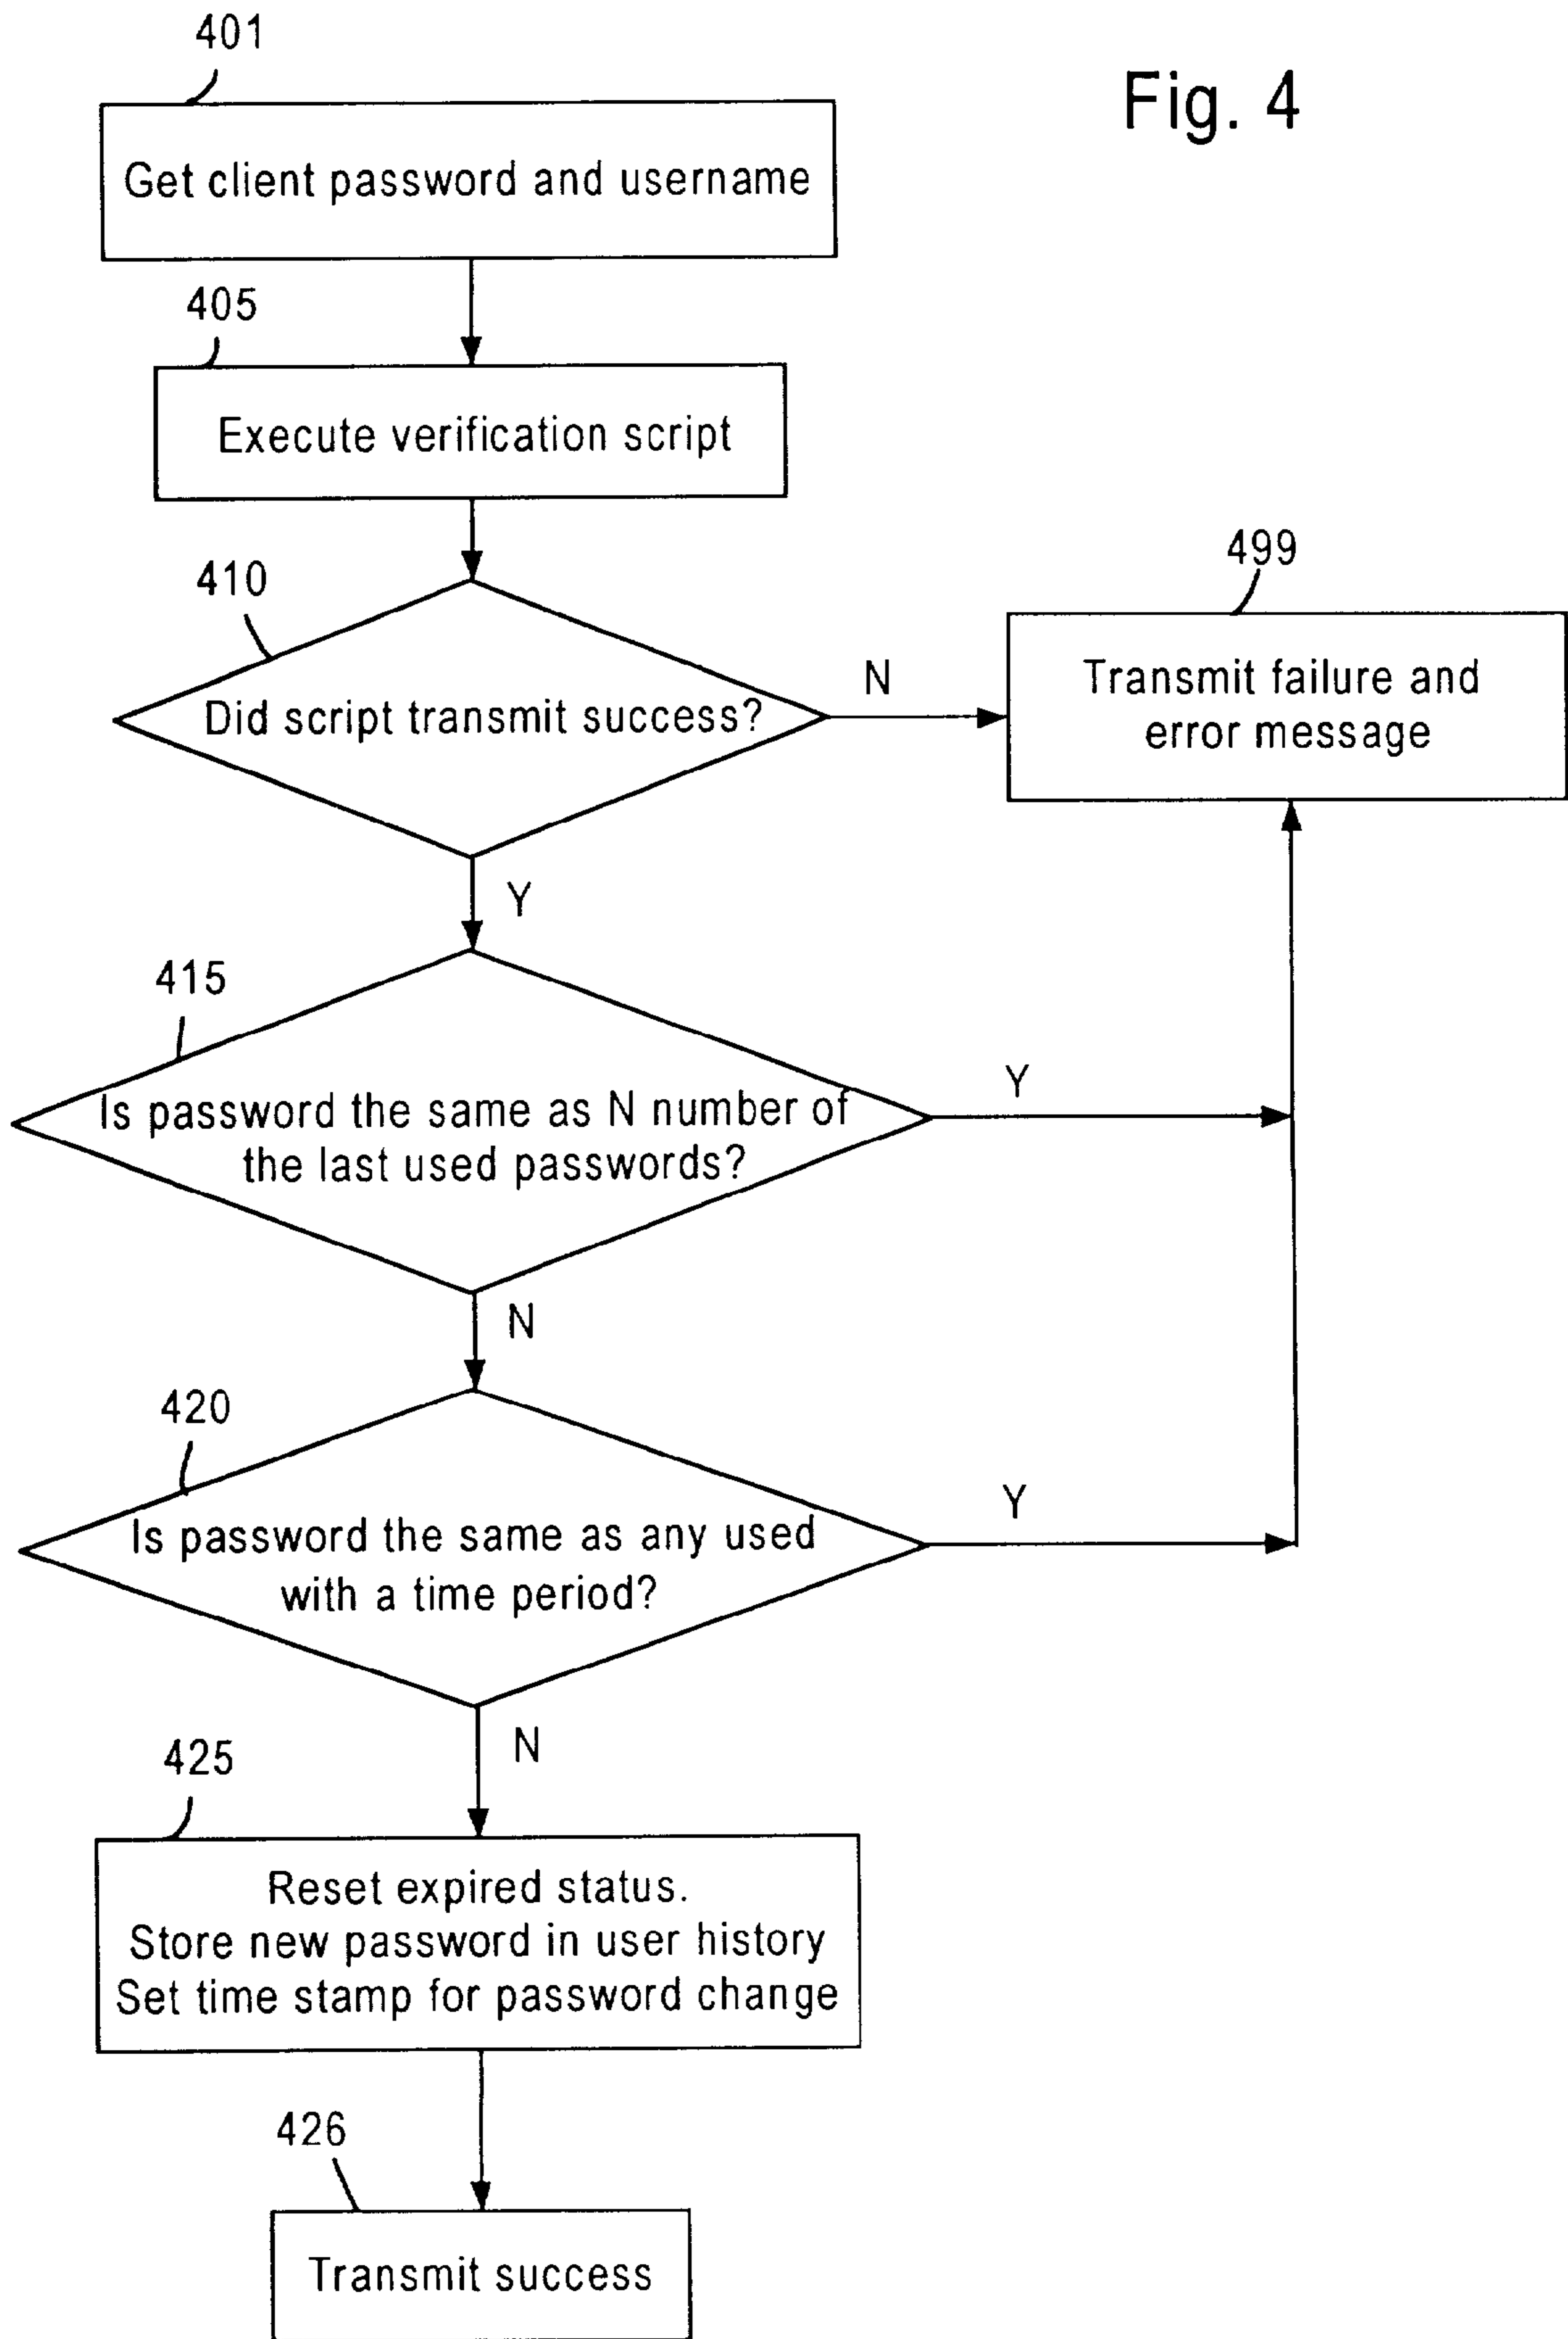 401
Fig. 4
Get client password and username
405
Execute verification script
410
499
Did script transmit success?
N
Transmit failure and
error message
Y
415
Is password the same as N number of
the last used passwords?
Y
N
420
Is password the same as any used
with a time period?
Y
N
425
Reset expired status.
Store new password in user history
Set time stamp for password change
426
Transmit success